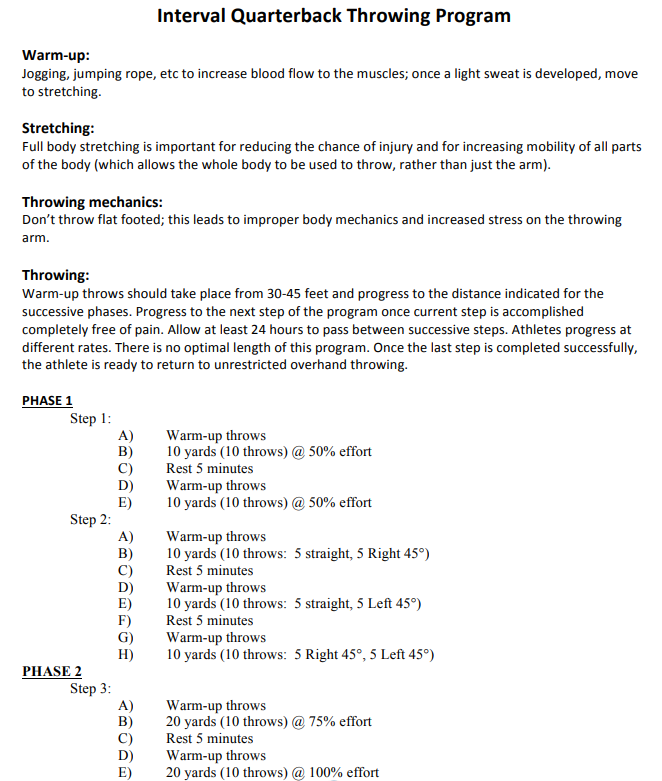 Interval Quarterback Throwing Program
Warm-up:
Jogging, jumping rope, etc to increase blood flow to the muscles; once a light sweat is developed, move
to stretching.
Stretching:
Full body stretching is important for reducing the chance of injury and for increasing mobility of all parts
of the body (which allows the whole body to be used to throw, rather than just the arm).
Throwing mechanics:
Don’t throw flat footed; this leads to improper body mechanics and increased stress on the throwing
arm.
Throwing:
Warm-up throws should take place from 30-45 feet and progress to the distance indicated for the
successive phases. Progress to the next step of the program once current step is accomplished
completely free of pain. Allow at least 24 hours to pass between successive steps. Athletes progress at
different rates. There is no optimal length of this program. Once the last step is completed successfully,
the athlete is ready to return to unrestricted overhand throwing.
PHASE 1
Step 1:
A) Warm-up throws
B) 10 yards (10 throws) @ 50% effort
C) Rest 5 minutes
D) Warm-up throws
E) 10 yards (10 throws) @ 50% effort
Step 2:
A) Warm-up throws
B) 10 yards (10 throws: 5 straight, 5 Right 45°)
C) Rest 5 minutes
D) Warm-up throws
E) 10 yards (10 throws: 5 straight, 5 Left 45°)
F) Rest 5 minutes
G) Warm-up throws
H) 10 yards (10 throws: 5 Right 45°, 5 Left 45°)
PHASE 2
Step 3:
A) Warm-up throws
B) 20 yards (10 throws) @ 75% effort
C) Rest 5 minutes
D) Warm-up throws
E) 20 yards (10 throws) @ 100% effort